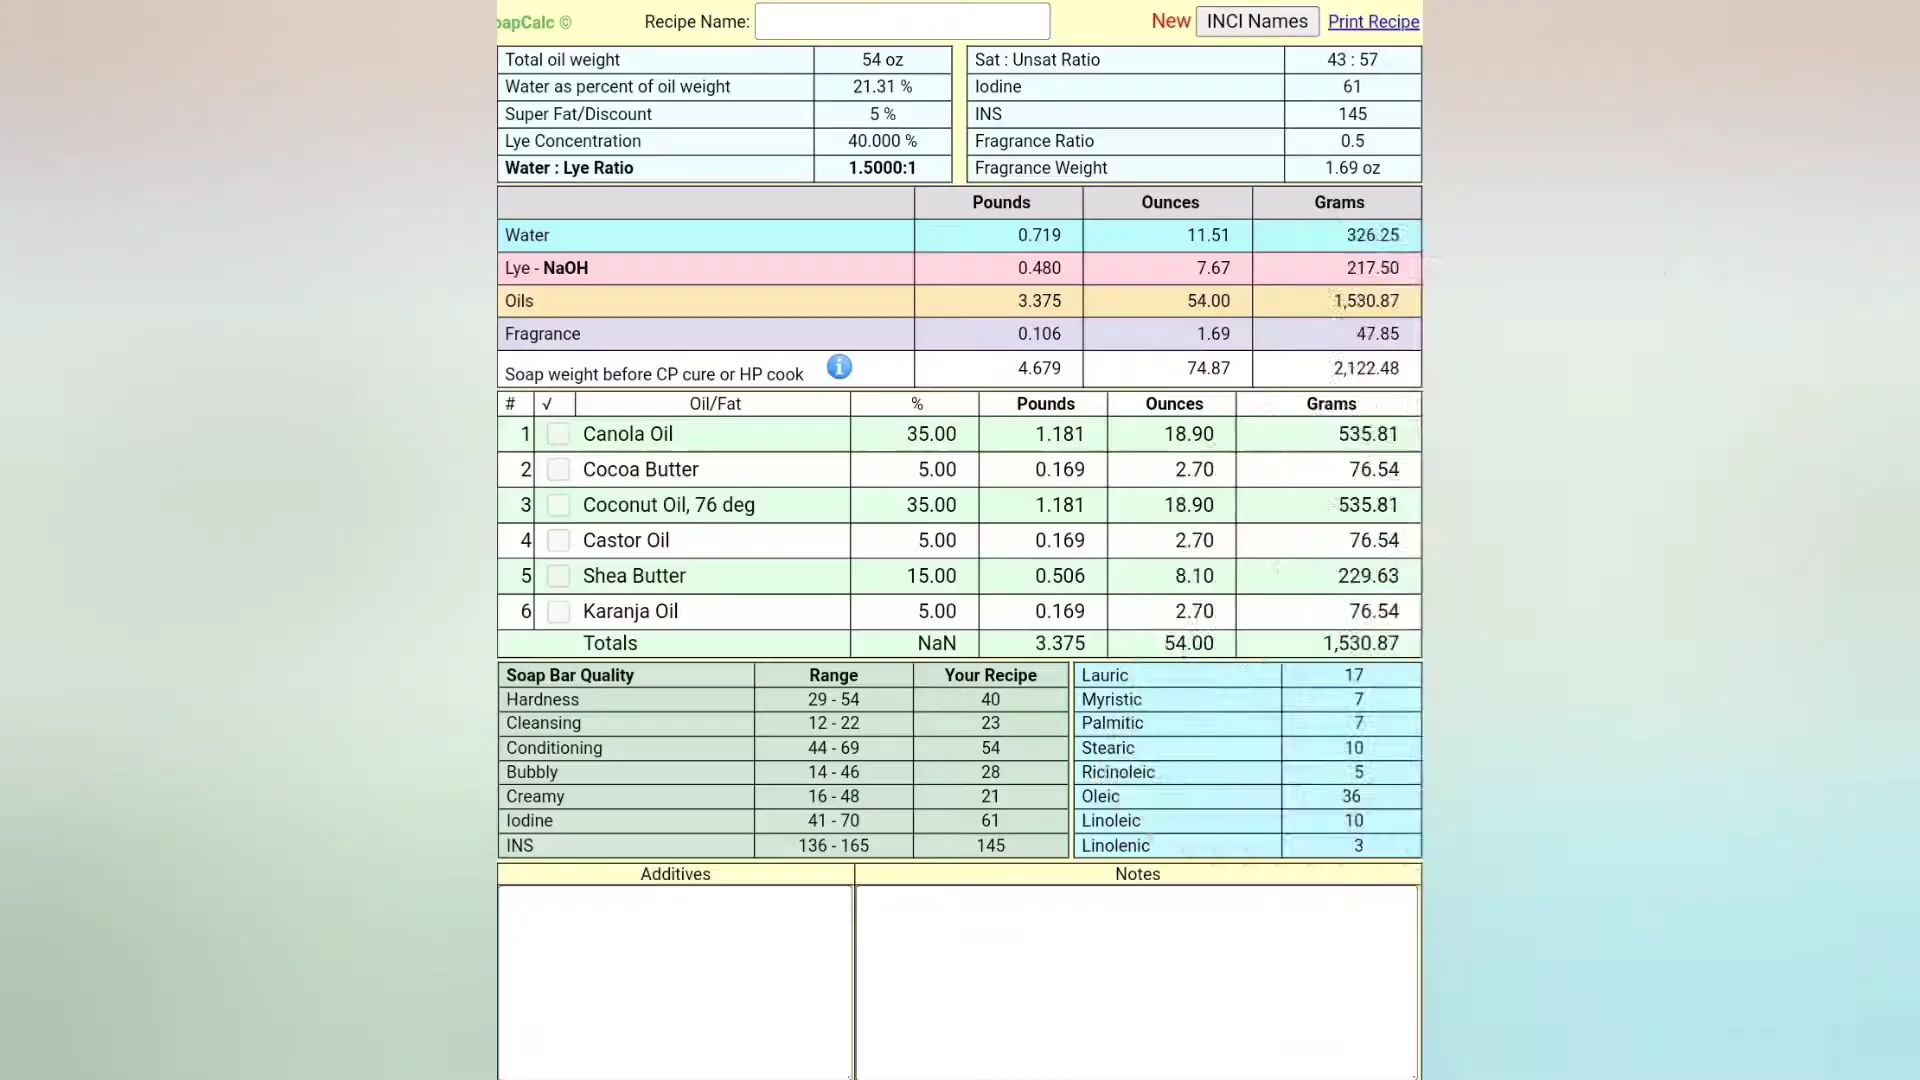 oapCalc © Recipe Name: New INCI Names Print Recipe
Total oil weight 54 oz Sat : Unsat Ratio 43 : 57
Water as percent of oil weight 21.31 % Iodine 61
Super Fat/Discount 5 % INS 145
Lye Concentration 40.000 % Fragrance Ratio 0.5
Water : Lye Ratio 1.5000:1 Fragrance Weight 1.69 oz
Pounds Ounces Grams
Water 0.719 11.51 326.25
Lye - NaOH 0.480 7.67 217.50
Oils 3.375 54.00 1,530.87
Fragrance 0.106 1.69 47.85
Soap weight before CP cure or HP cook i 4.679 74.87 2,122.48
# √ Oil/Fat % Pounds Ounces Grams
1 Canola Oil 35.00 1.181 18.90 535.81
2 Cocoa Butter 5.00 0.169 2.70 76.54
3 Coconut Oil, 76 deg 35.00 1.181 18.90 535.81
4 Castor Oil 5.00 0.169 2.70 76.54
5 Shea Butter 15.00 0.506 8.10 229.63
6 Karanja Oil 5.00 0.169 2.70 76.54
Totals NaN 3.375 54.00 1,530.87
Soap Bar Quality Range Your Recipe Lauric 17
Hardness 29 - 54 40 Myristic 7
Cleansing 12 - 22 23 Palmitic 7
Conditioning 44 - 69 54 Stearic 10
Bubbly 14 - 46 28 Ricinoleic 5
Creamy 16 - 48 21 Oleic 36
Iodine 41 - 70 61 Linoleic 10
INS 136 - 165 145 Linolenic 3
Additives Notes